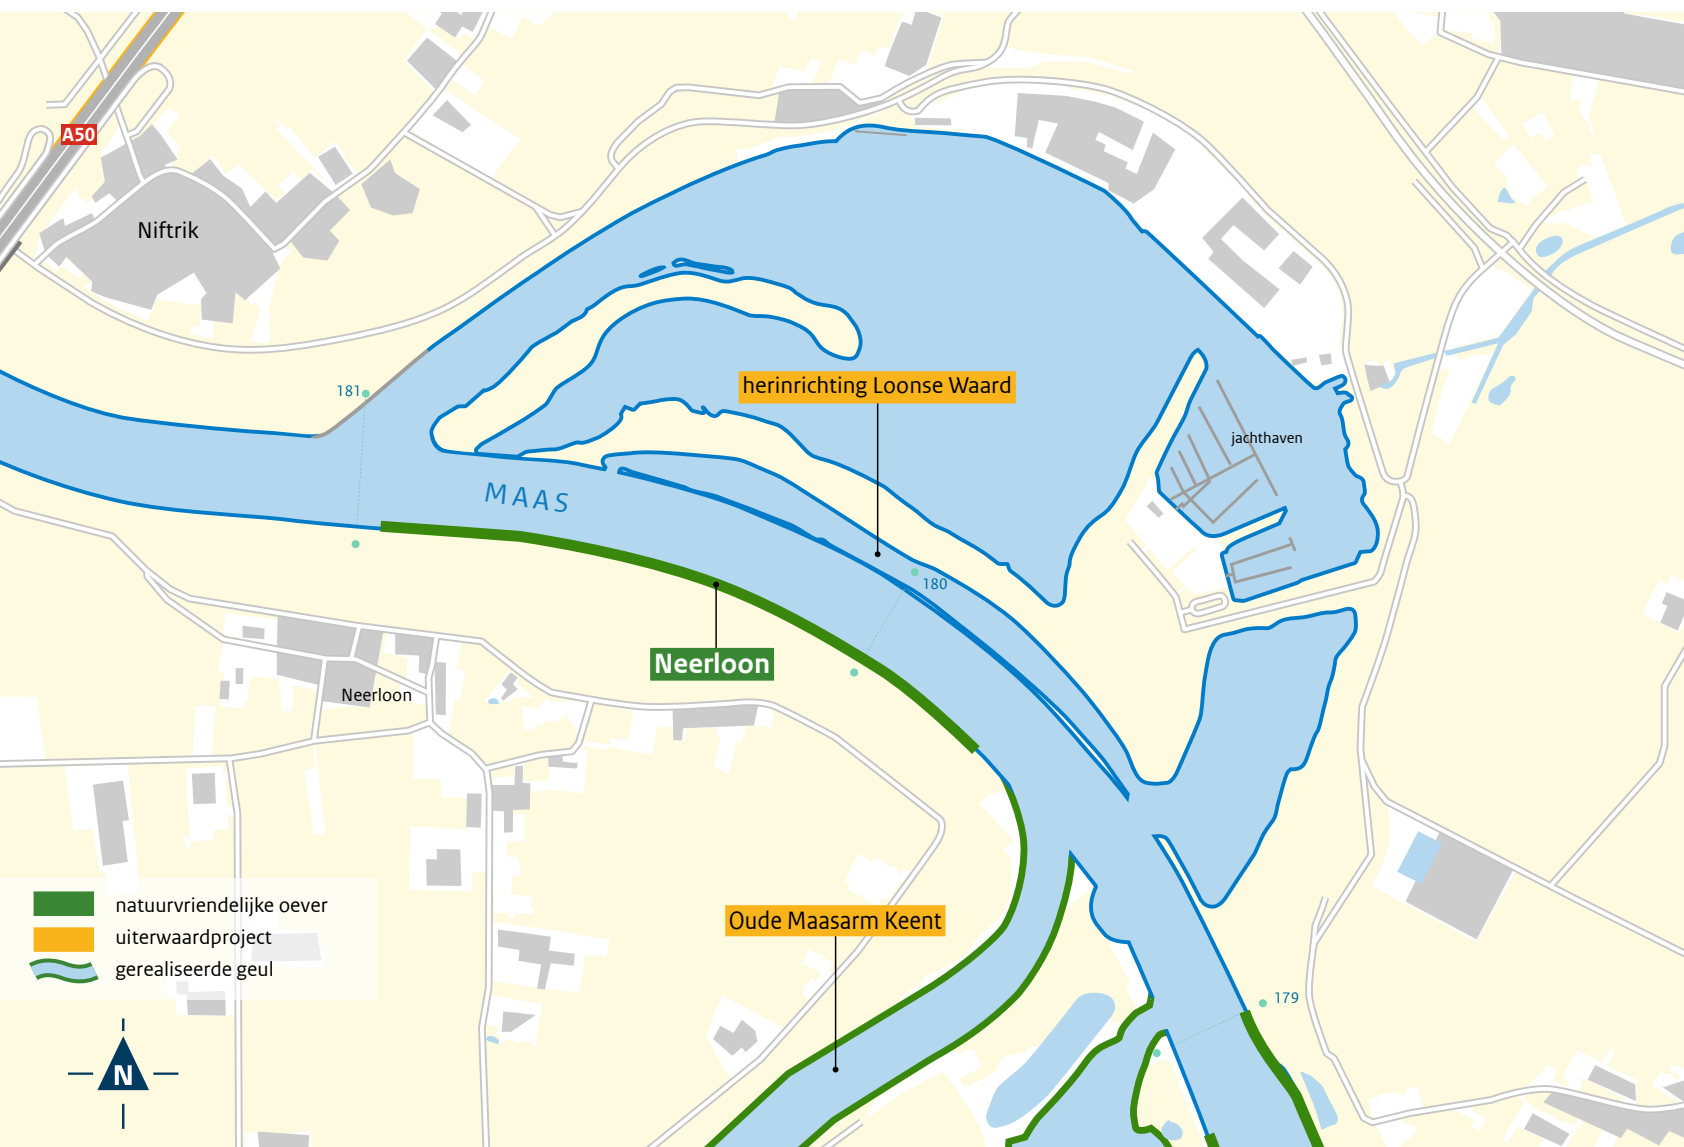 A50
Niftrik
181
herinrichting Loonse Waard
jachthaven
MAAS
180
Neerloon
Neerloon
natuurvriendelijke oever
uiterwaardproject
gerealiseerde geul
Oude Maasarm Keent
179
N